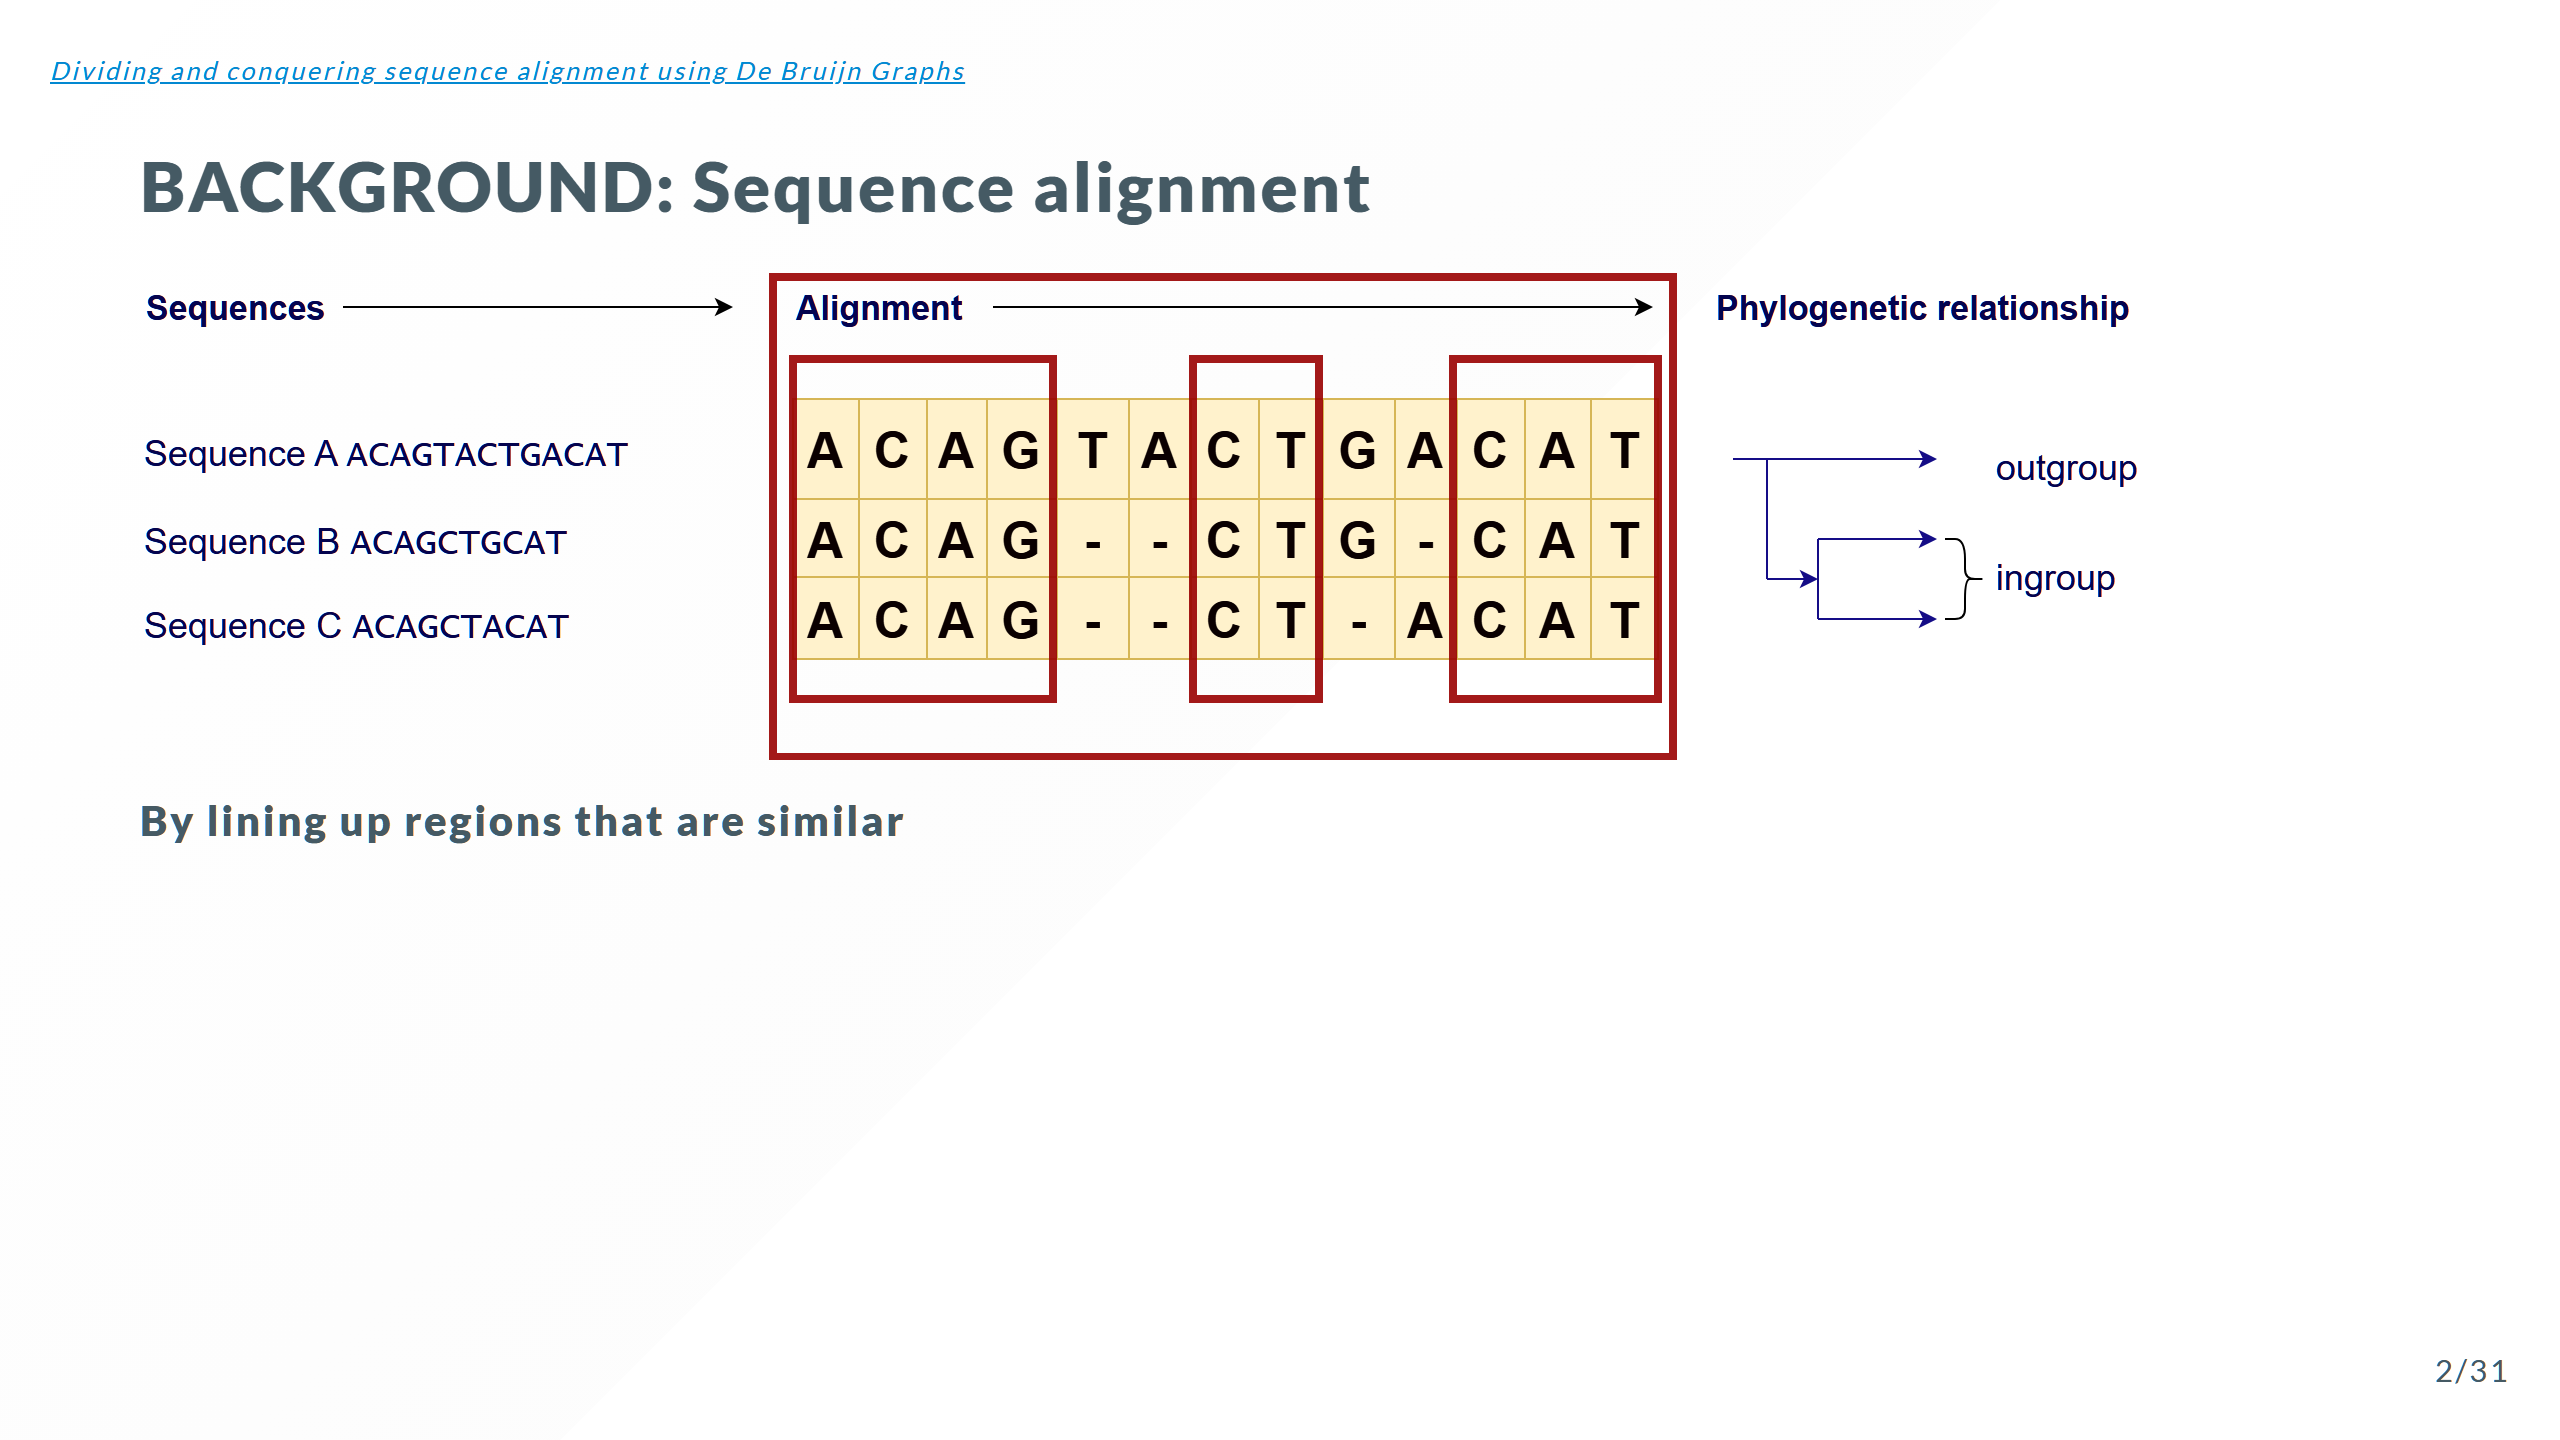 Dividing and conquering sequence alignment using De Bruijn Graphs
BACKGROUND: Sequence alignment
Sequences Alignment Phylogenetic relationship
Sequence A ACAGTACTGACAT
Sequence B ACAGCTGCAT
Sequence C ACAGCTACAT
A C A G T A C T G A C A T
A C A G - - C T G - C A T
A C A G - - C T - A C A T
outgroup
ingroup
By lining up regions that are similar
2/31